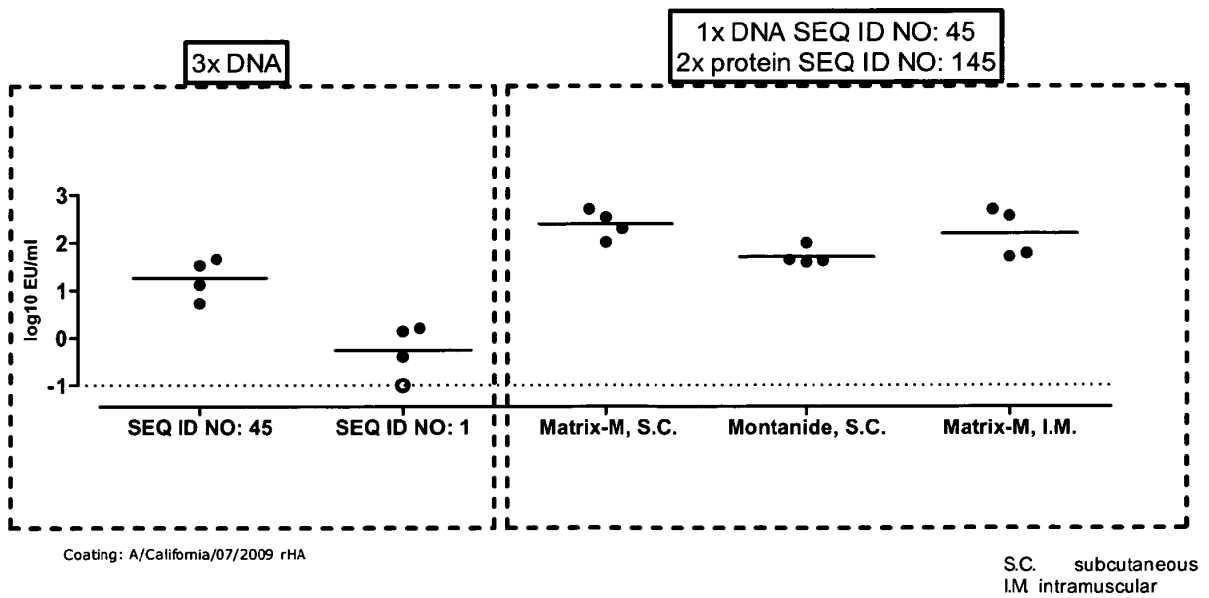 3x DNA
1x DNA SEQ ID NO: 45
2x protein SEQ ID NO: 145
log10 EU/ml
3
2
1
0
-1
SEQ ID NO: 45
SEQ ID NO: 1
Matrix-M, S.C.
Montanide, S.C.
Matrix-M, I.M.
Coating: A/California/07/2009 rHA
S.C. subcutaneous
I.M. intramuscular